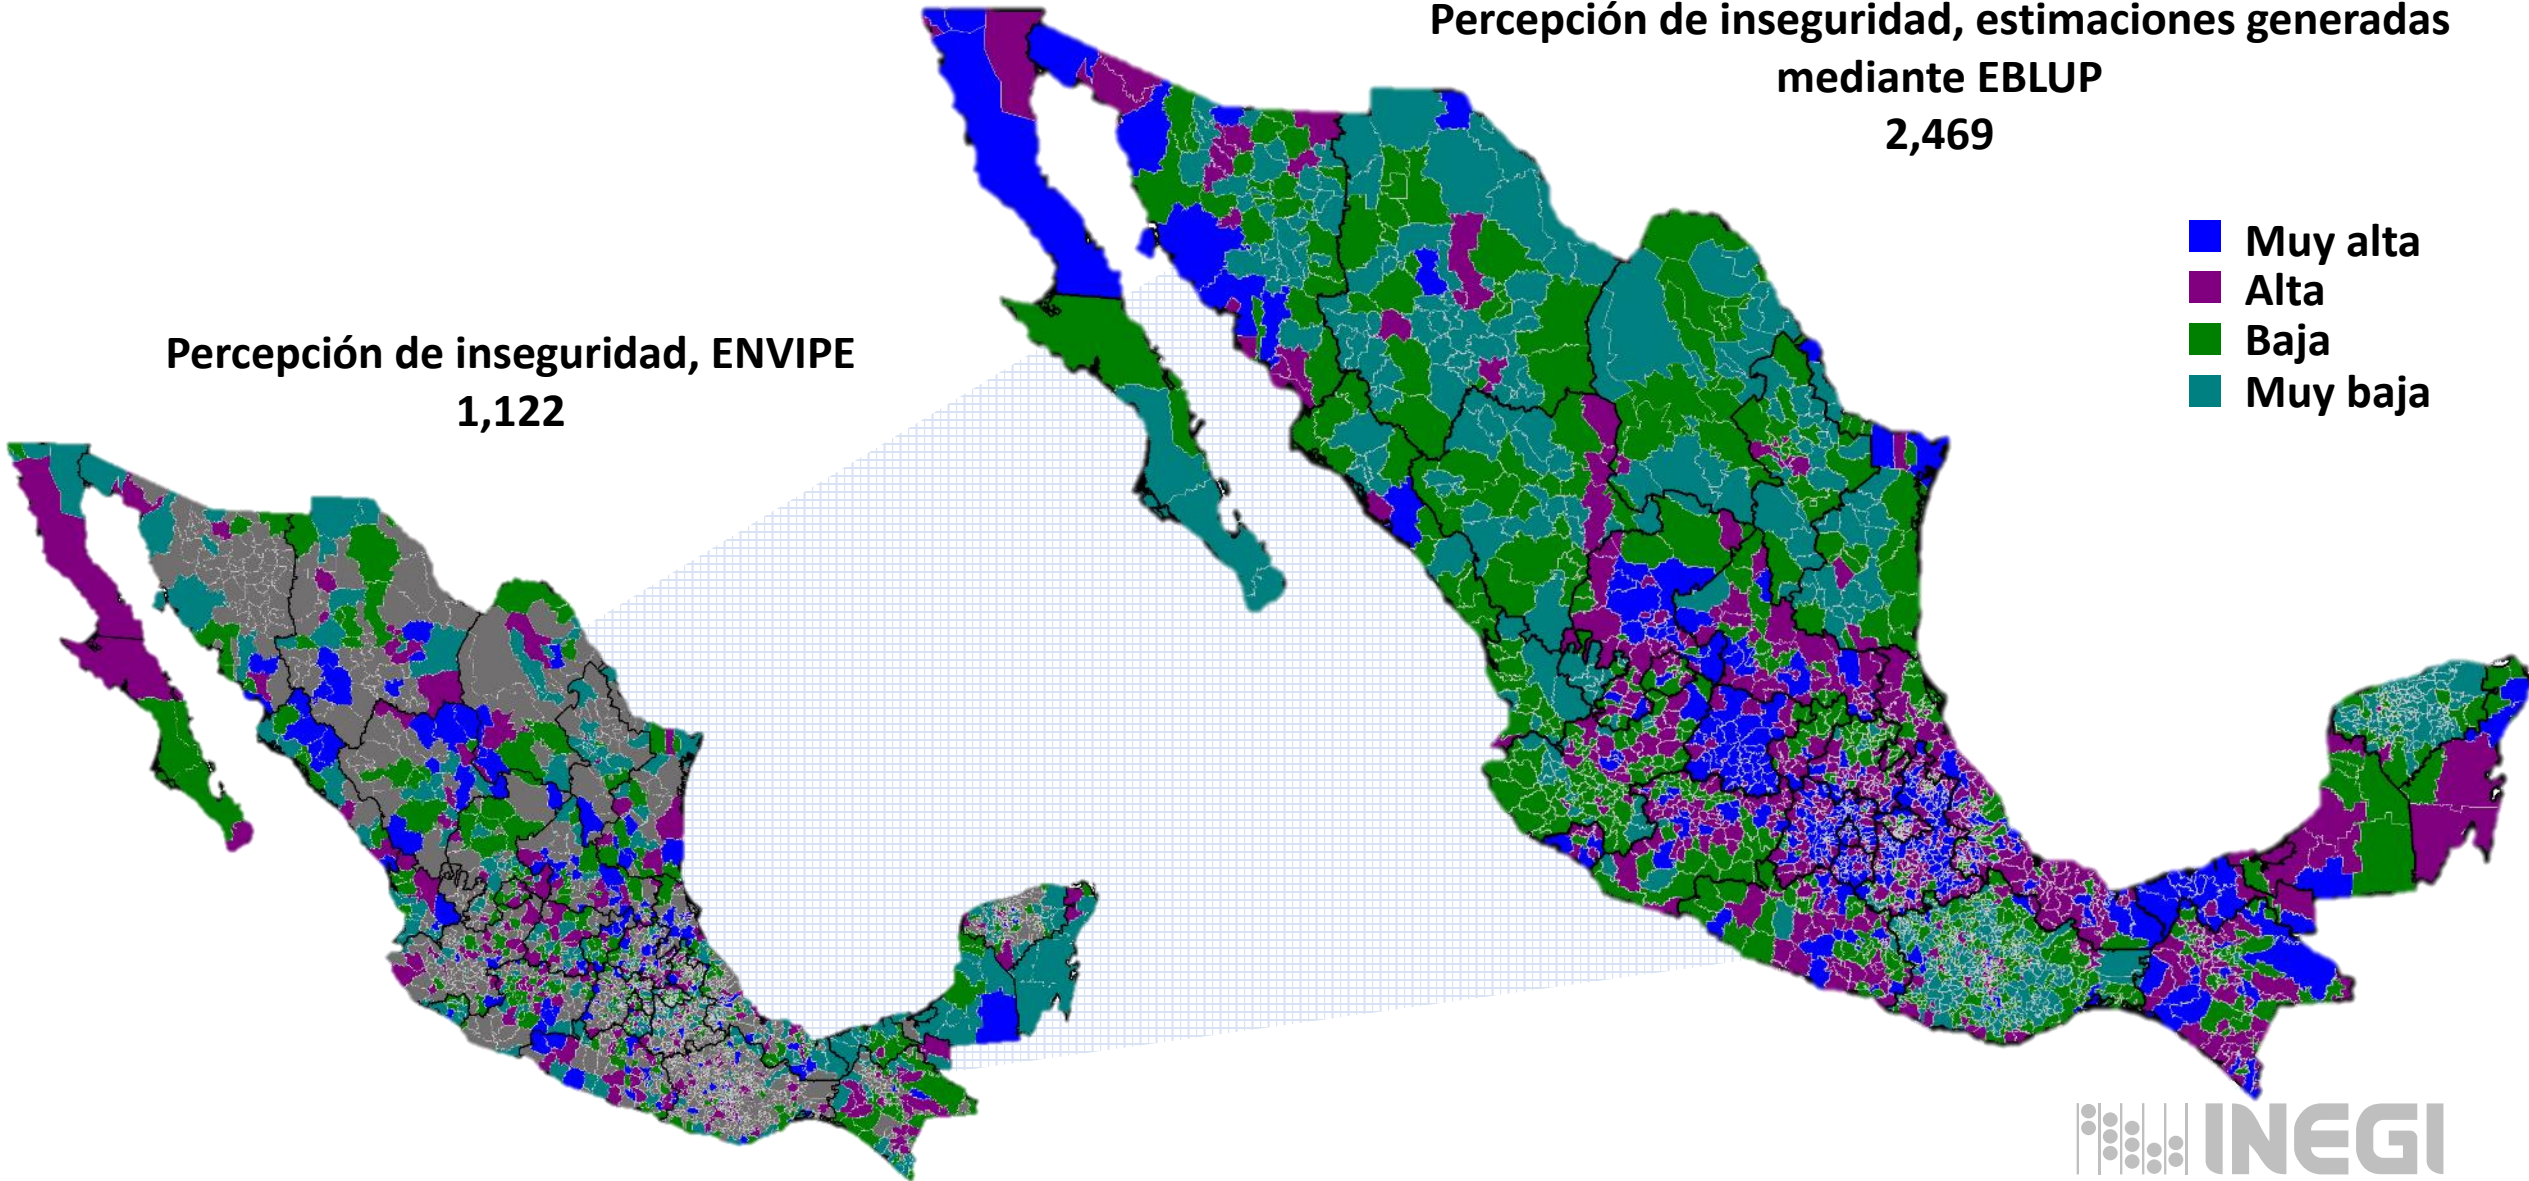 Percepción de inseguridad, estimaciones generadas
mediante EBLUP
2,469
Muy alta
Alta
Baja
Muy baja
Percepción de inseguridad, ENVIPE
1,122
INEGI